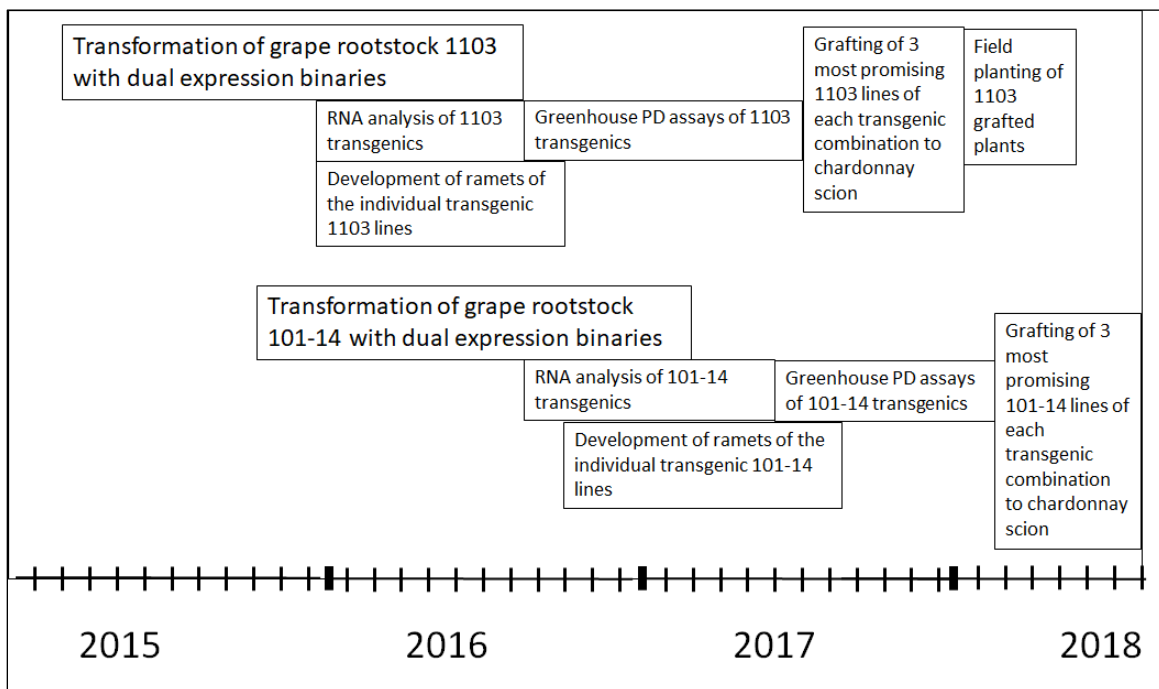 Transformation of grape rootstock 1103
with dual expression binaries
RNA analysis of 1103
transgenics
Development of ramets of
the individual transgenic
1103 lines
Greenhouse PD assays of 1103
transgenics
Grafting of 3
most promising
1103 lines of
each transgenic
combination to
chardonnay
scion
Field
planting of
1103
grafted
plants
Transformation of grape rootstock
101-14 with dual expression binaries
RNA analysis of 101-14
transgenics
Development of ramets of the
individual transgenic 101-14
lines
Greenhouse PD assays
of 101-14 transgenics
Grafting of 3
most
promising
101-14 lines of
each
transgenic
combination
to chardonnay
scion
2015
2016
2017
2018